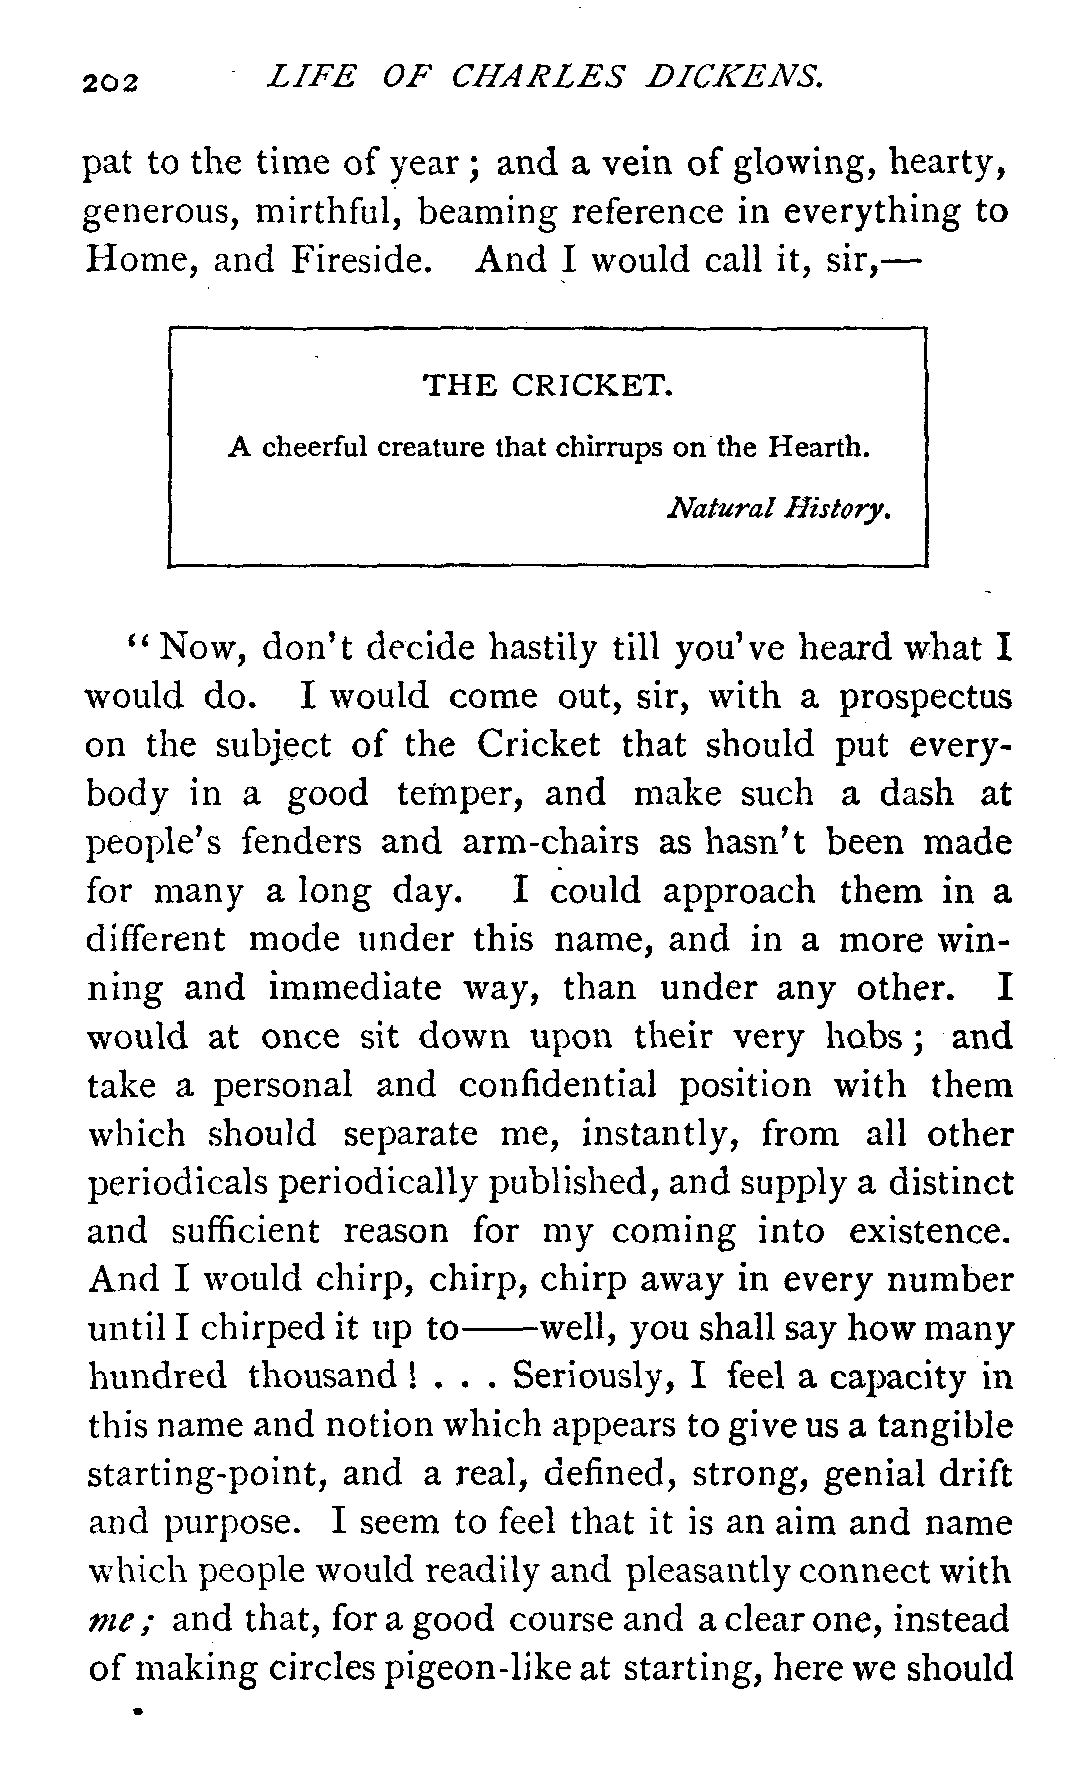 202 LIFE OF CHARLES DICKENS.
pat to the time of year; and a vein of glowing, hearty,
generous, mirthful, beaming reference in everything to
Home, and Fireside. And I would call it, sir,—
THE CRICKET.
A cheerful creature that chirrups on the Hearth.
Natural History.
“Now, don’t decide hastily till you’ve heard what I
would do. I would come out, sir, with a prospectus
on the subject of the Cricket that should put every-
body in a good temper, and make such a dash at
people’s fenders and arm-chairs as hasn’t been made
for many a long day. I could approach them in a
different mode under this name, and in a more win-
ning and immediate way, than under any other. I
would at once sit down upon their very hobs; and
take a personal and confidential position with them
which should separate me, instantly, from all other
periodicals periodically published, and supply a distinct
and sufficient reason for my coming into existence.
And I would chirp, chirp, chirp away in every number
until I chirped it up to——well, you shall say how many
hundred thousand! . . . Seriously, I feel a capacity in
this name and notion which appears to give us a tangible
starting-point, and a real, defined, strong, genial drift
and purpose. I seem to feel that it is an aim and name
which people would readily and pleasantly connect with
me; and that, for a good course and a clear one, instead
of making circles pigeon-like at starting, here we should